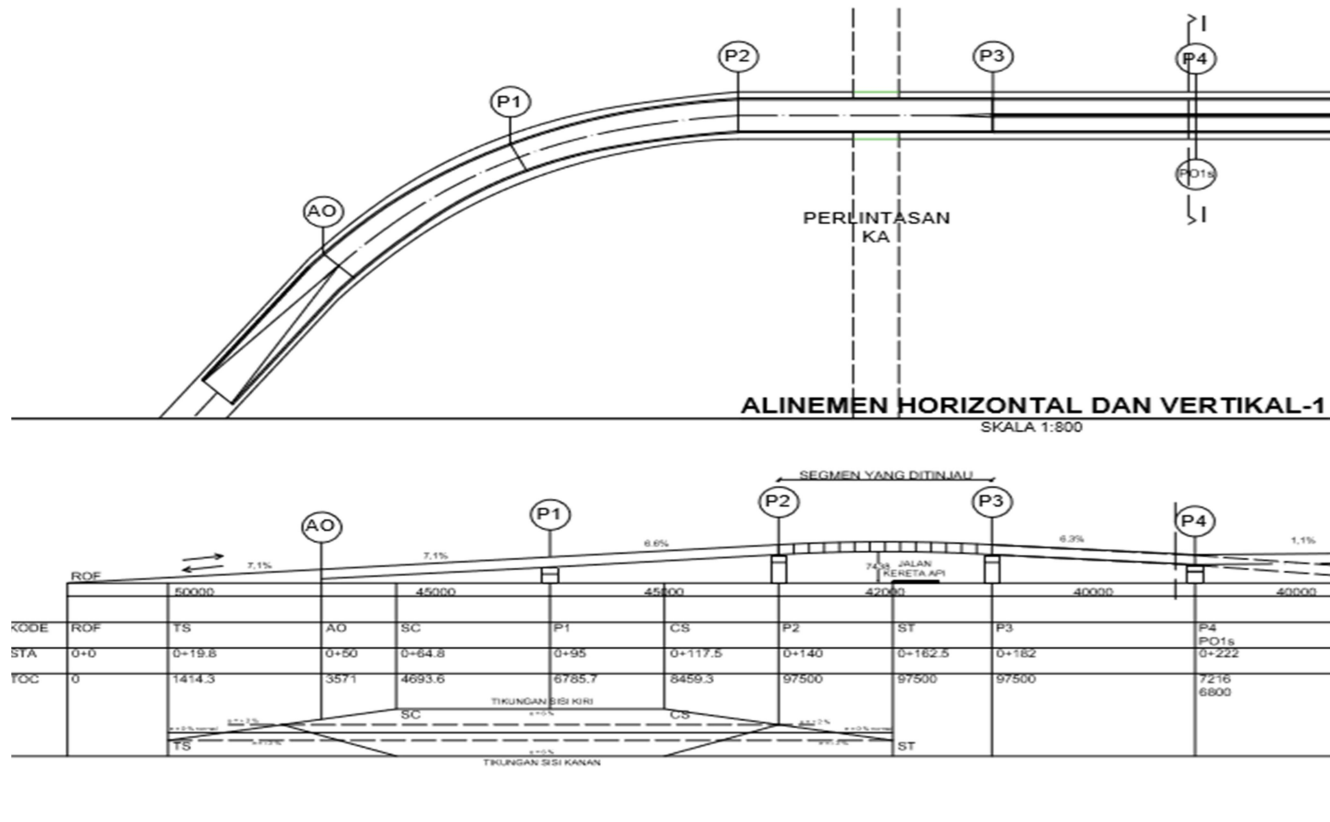 P1
P2
P3
P4
I
AO
PO1s
I
PERLINTASAN
KA
ALINEMEN HORIZONTAL DAN VERTIKAL-1
SKALA 1:800
SEGMEN YANG DITINJAU
AO
P1
P2
P3
P4
ROF
7,1%
7,1%
6.6%
6.3%
1,1%
JALAN
KERETA API
50000
45000
45000
42000
40000
40000
KODE ROF TS AO SC P1 CS P2 ST P3 P4
PO1s
STA 0+0 0+19.8 0+50 0+64.8 0+95 0+117.5 0+140 0+162.5 0+182 0+222
TOC 0 1414.3 3571 4693.6 6785.7 8459.3 97500 97500 97500 7216
6800
TIKUNGAN SISI KIRI
SC
CS
TS
ST
TIKUNGAN SISI KANAN